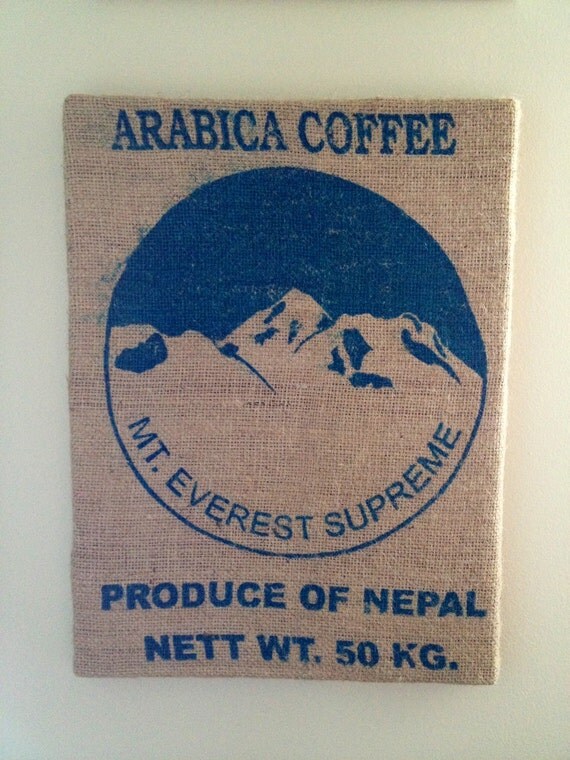 ARABICA COFFEE
MT. EVEREST SUPREME
PRODUCE OF NEPAL
NETT WT. 50 KG.